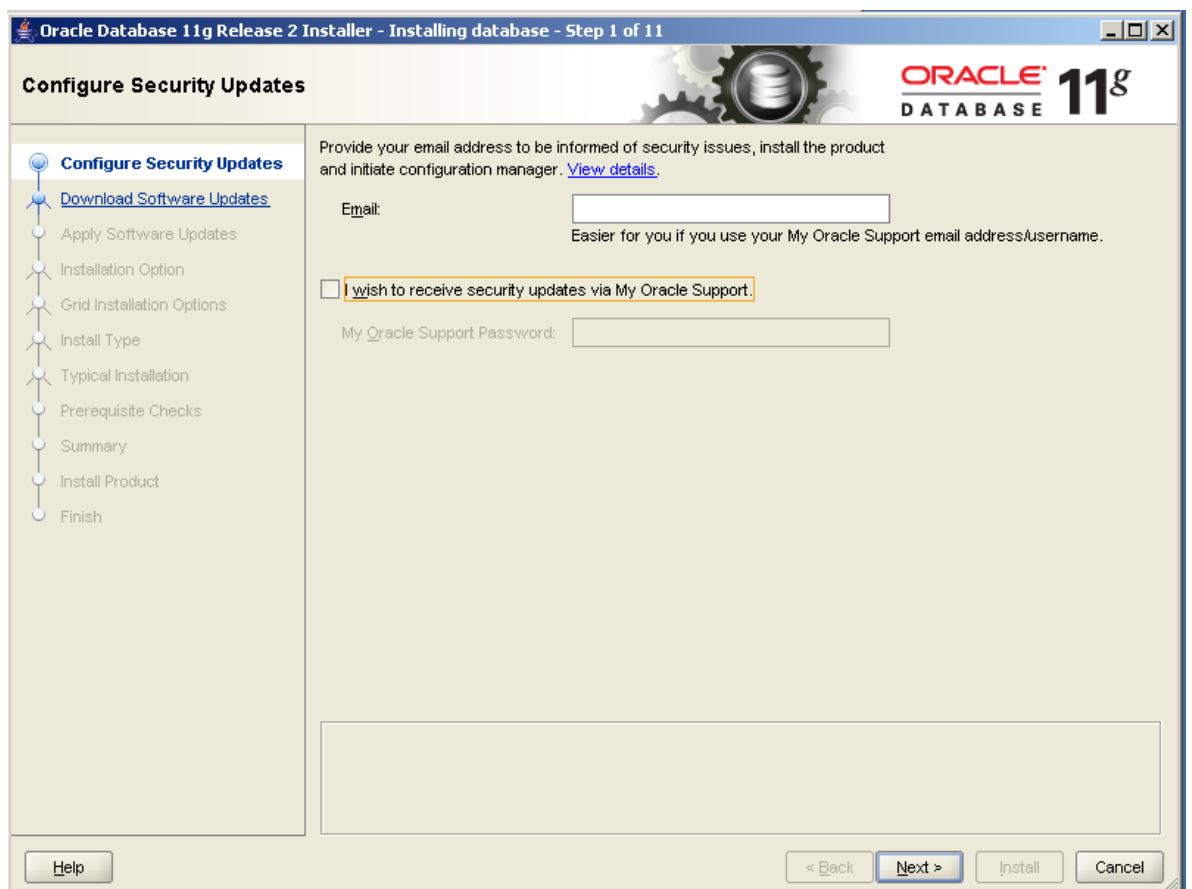 Oracle Database 11g Release 2 Installer - Installing database - Step 1 of 11
Configure Security Updates
ORACLE
DATABASE
11g
Configure Security Updates
Download Software Updates
Apply Software Updates
Installation Option
Grid Installation Options
Install Type
Typical Installation
Prerequisite Checks
Summary
Install Product
Finish
Provide your email address to be informed of security issues, install the product
and initiate configuration manager. View details.
Email:
Easier for you if you use your My Oracle Support email address/username.
I wish to receive security updates via My Oracle Support.
My Oracle Support Password:
Help
< Back
Next >
Install
Cancel